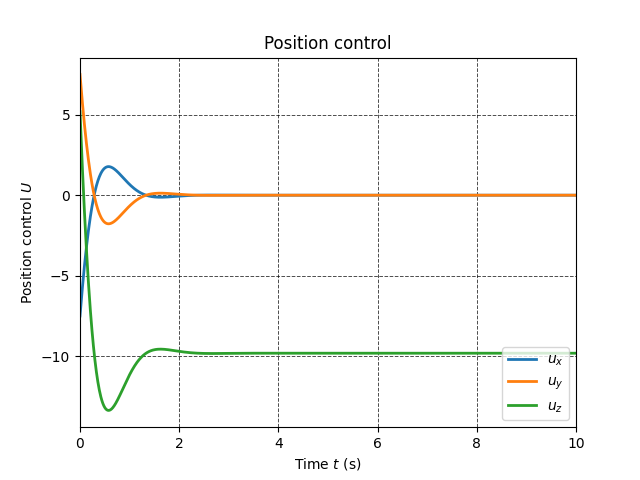 Position control
Position control U
5
0
−5
−10
0 2 4 6 8 10
Time t (s)
u_x
u_y
u_z